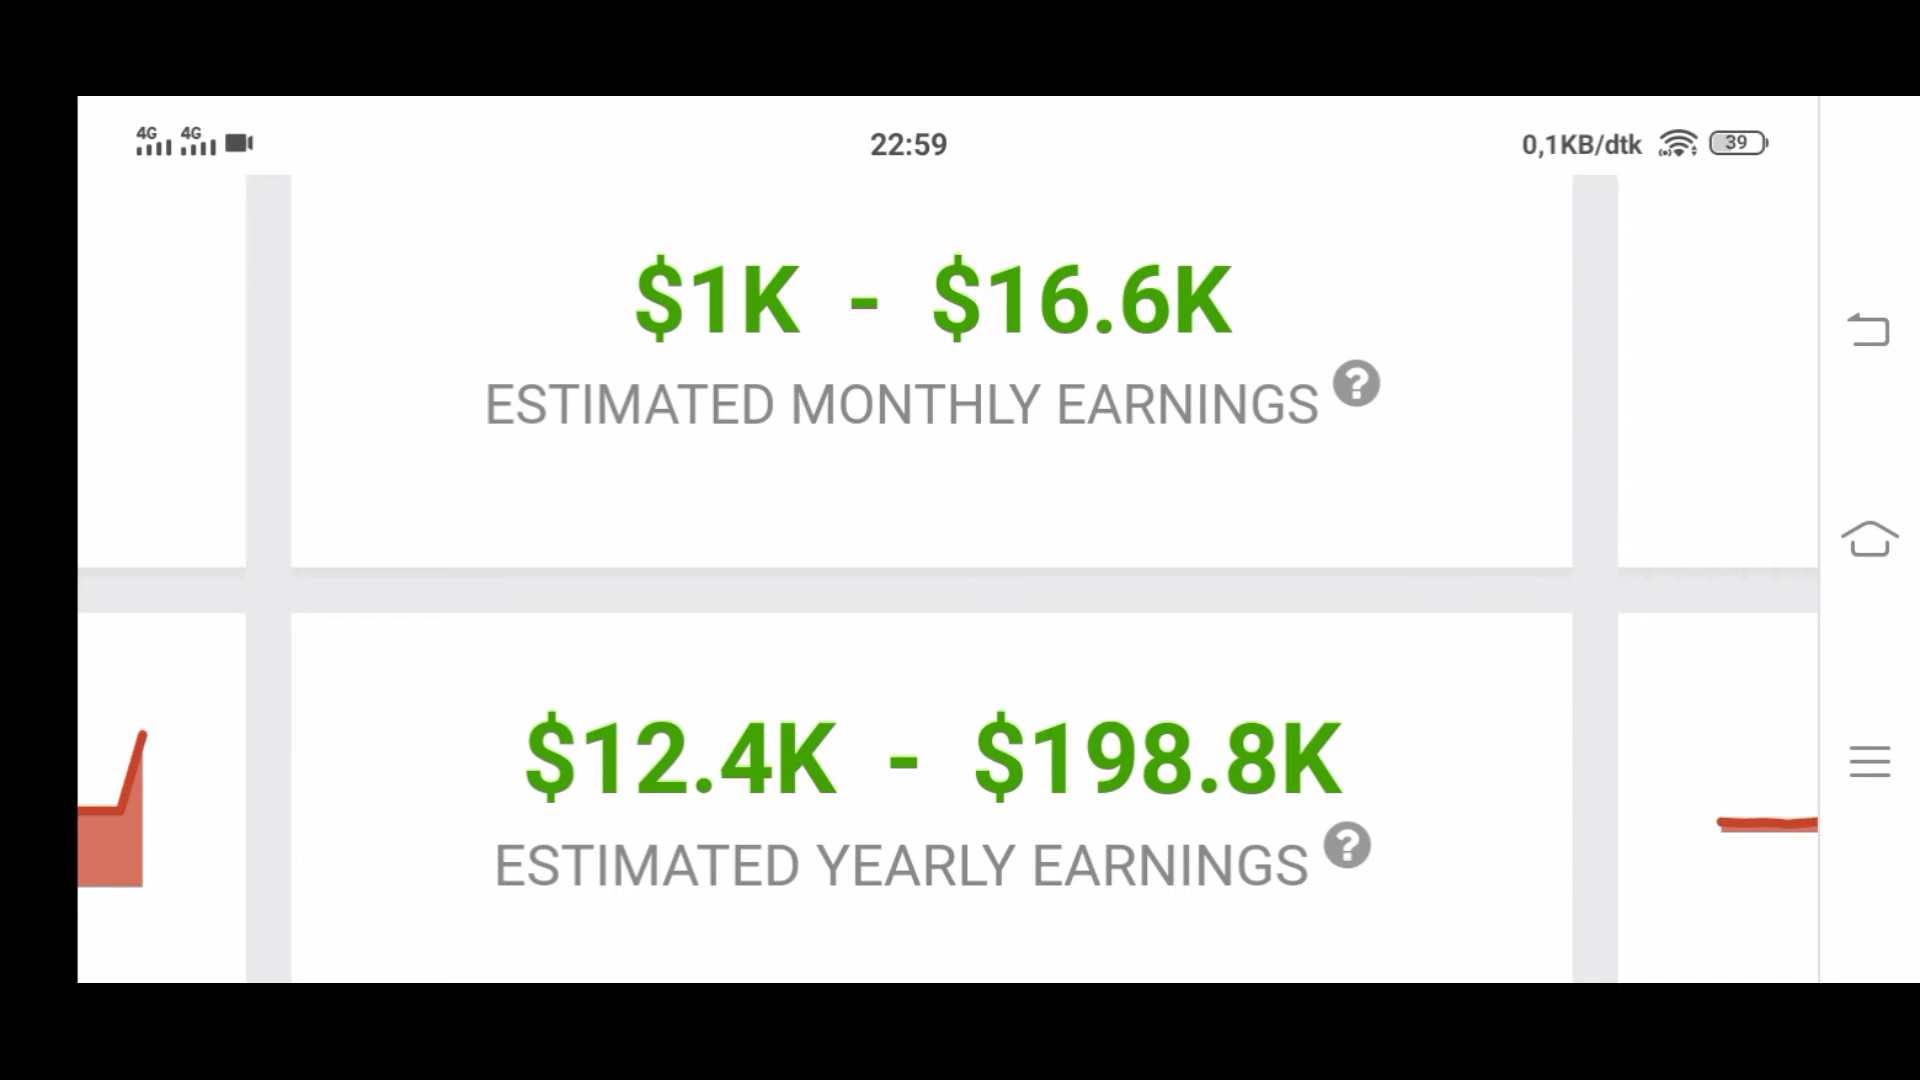 4G 4G 22:59 0,1KB/dtk 39
$1K - $16.6K
ESTIMATED MONTHLY EARNINGS ?
$12.4K - $198.8K
ESTIMATED YEARLY EARNINGS ?